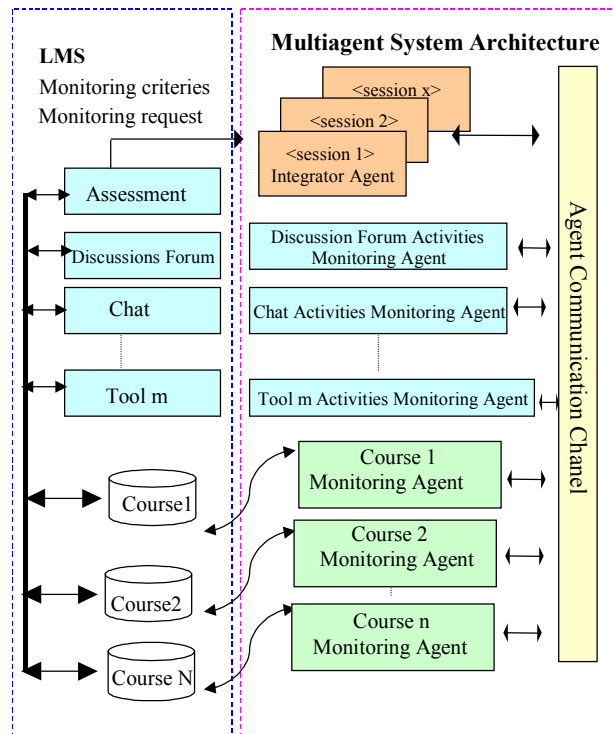 LMS
Monitoring criteries
Monitoring request
Assessment
Discussions Forum
Chat
Tool m
Course1
Course2
Course N
Multiagent System Architecture
<session x>
<session 2>
<session 1>
Integrator Agent
Discussion Forum Activities
Monitoring Agent
Chat Activities Monitoring Agent
Tool m Activities Monitoring Agent
Course 1
Monitoring Agent
Course 2
Monitoring Agent
Course n
Monitoring Agent
Agent Communication Chanel